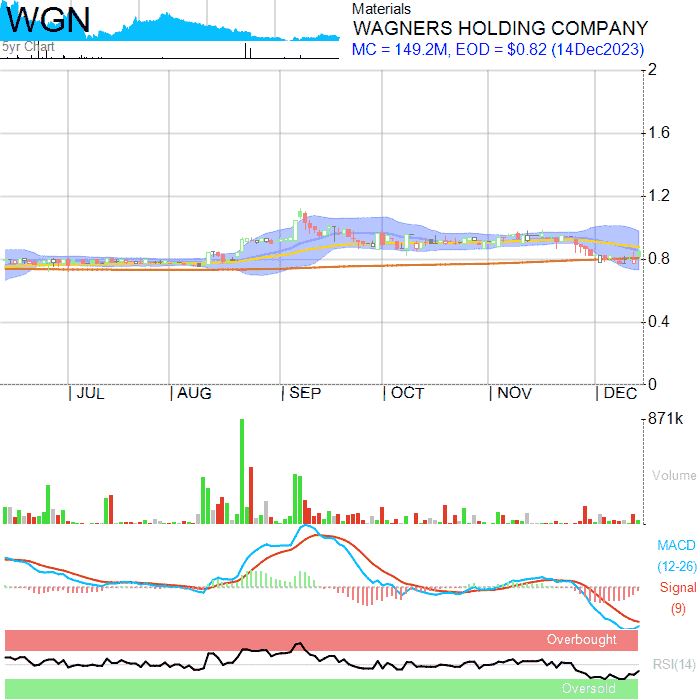 WGN
5yr Chart
Materials
WAGNERS HOLDING COMPANY
MC = 149.2M, EOD = $0.82 (14Dec2023)
2
1.6
1.2
0.8
0.4
0
JUL AUG SEP OCT NOV DEC
871k
Volume
MACD
(12-26)
Signal
(9)
Overbought
RSI(14)
Oversold